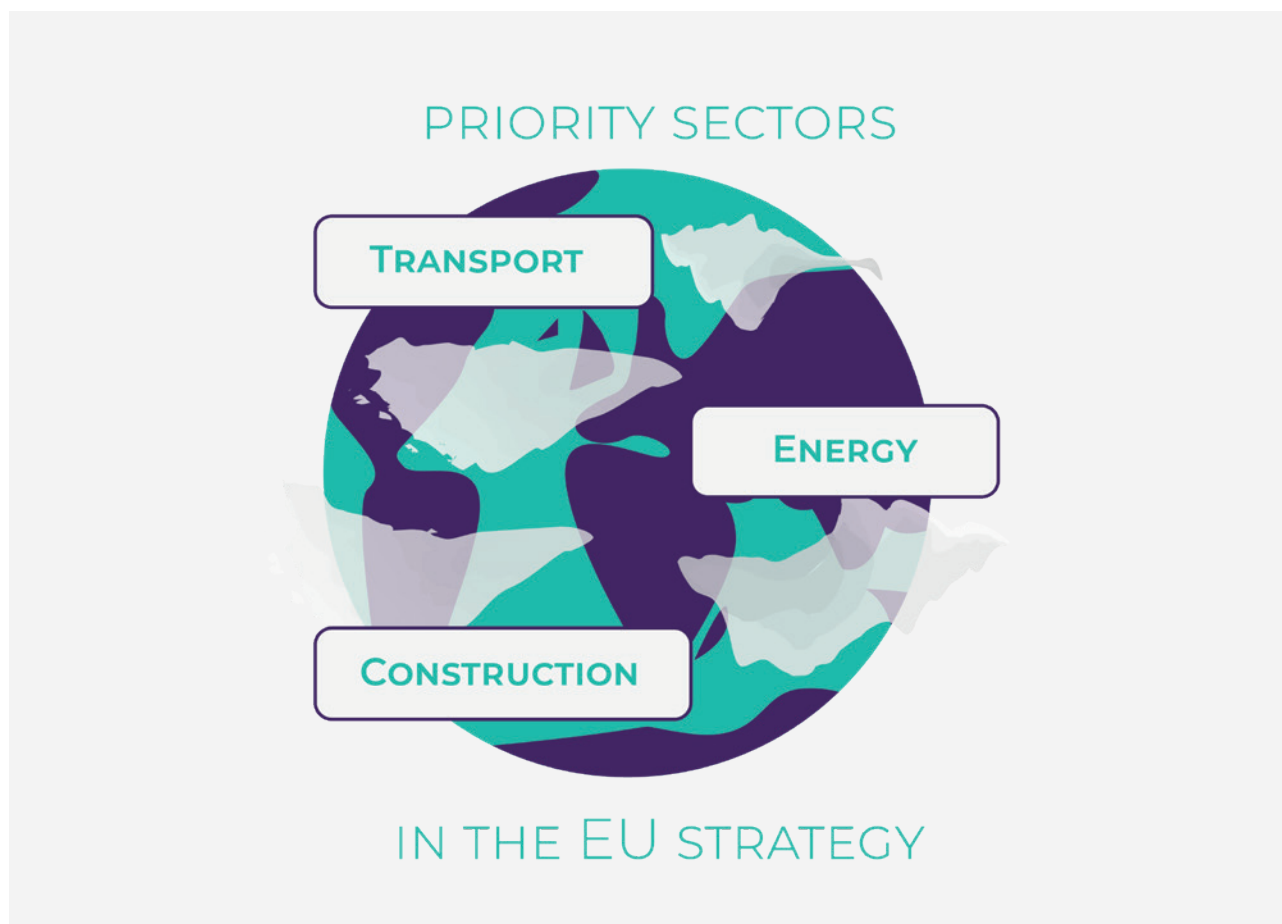 PRIORITY SECTORS
TRANSPORT
ENERGY
CONSTRUCTION
IN THE EU STRATEGY